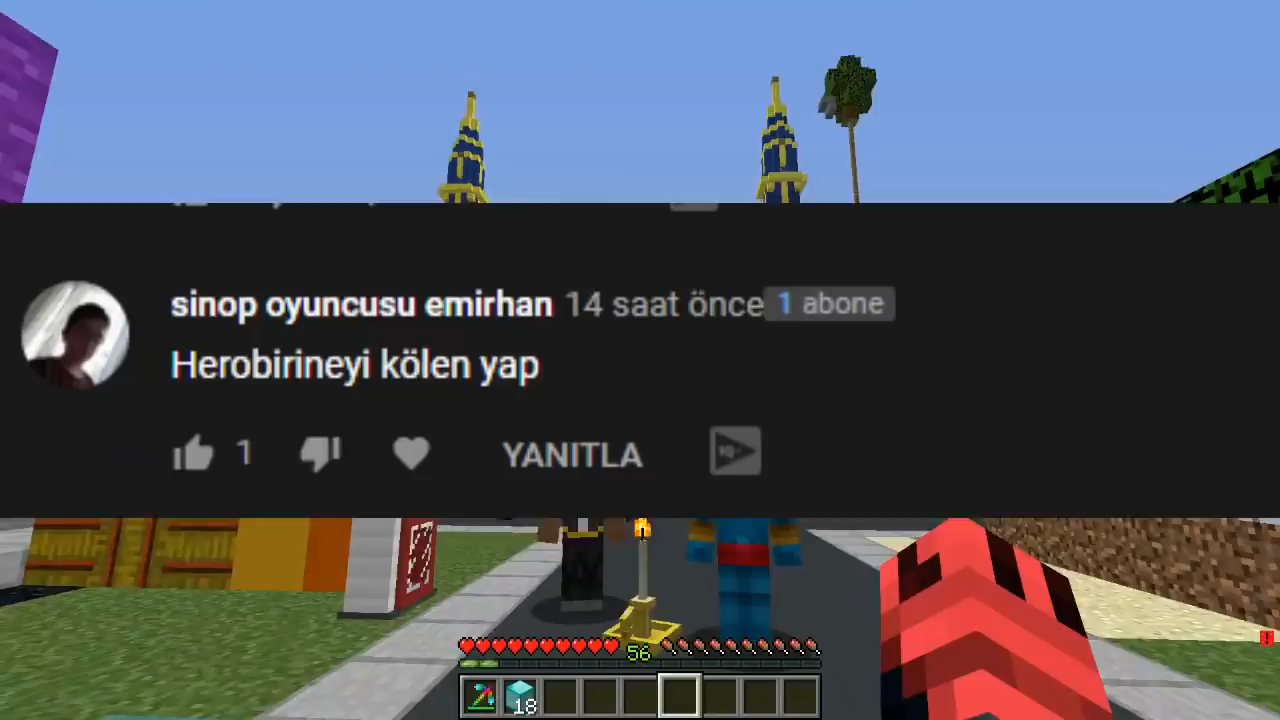 sinop oyuncusu emirhan 14 saat önce 1 abone
Herobirineyi kölen yap
1 YANITLA
56
18